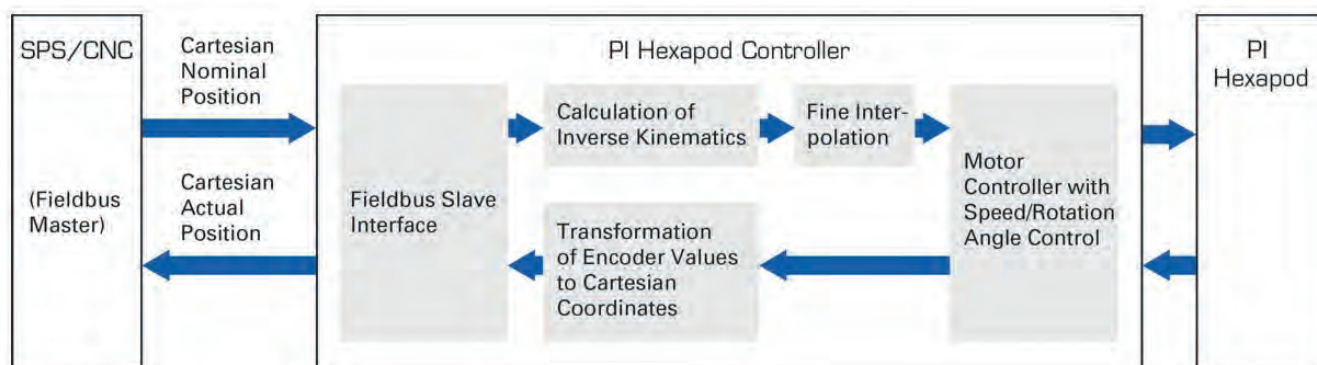 SPS/CNC
(Fieldbus
Master)
Cartesian
Nominal
Position
Cartesian
Actual
Position
PI Hexapod Controller
Fieldbus Slave
Interface
Calculation of
Inverse Kinematics
Fine Inter-
polation
Transformation
of Encoder Values
to Cartesian
Coordinates
Motor
Controller with
Speed/Rotation
Angle Control
PI
Hexapod